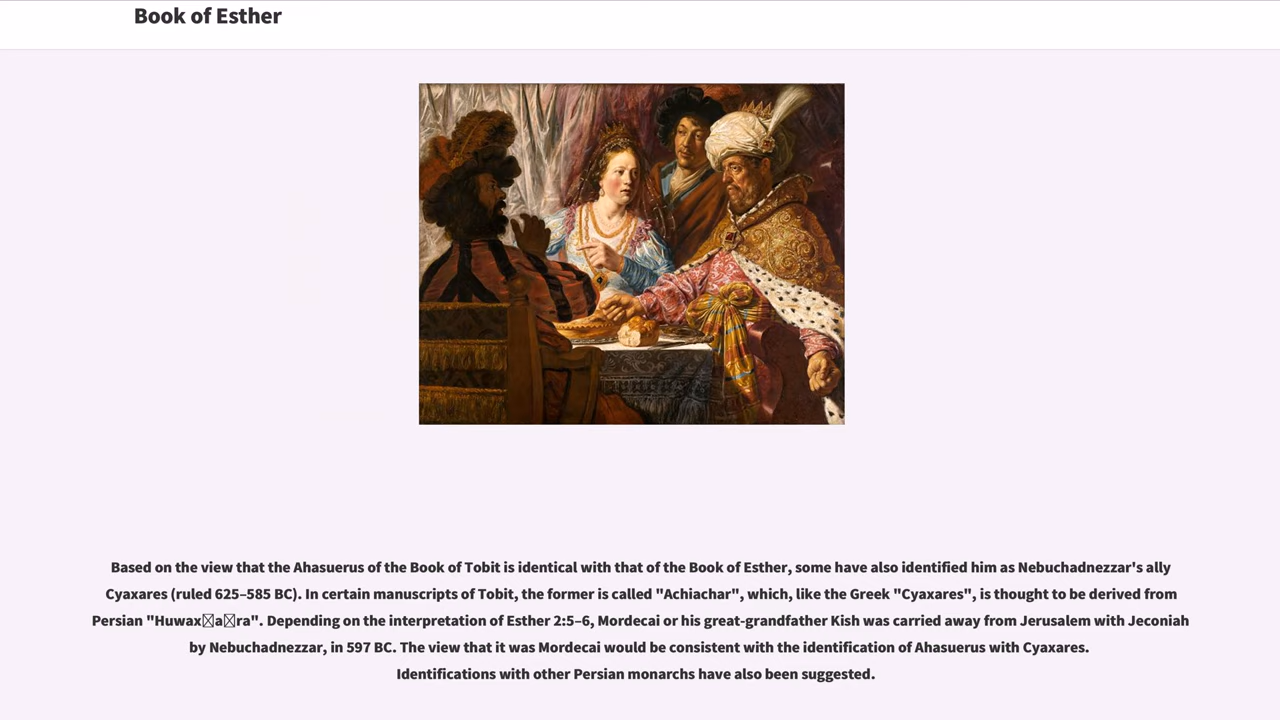 Book of Esther
Based on the view that the Ahasuerus of the Book of Tobit is identical with that of the Book of Esther, some have also identified him as Nebuchadnezzar's ally
Cyaxares (ruled 625–585 BC). In certain manuscripts of Tobit, the former is called "Achiachar", which, like the Greek "Cyaxares", is thought to be derived from
Persian "Huwax□a□ra". Depending on the interpretation of Esther 2:5–6, Mordecai or his great-grandfather Kish was carried away from Jerusalem with Jeconiah
by Nebuchadnezzar, in 597 BC. The view that it was Mordecai would be consistent with the identification of Ahasuerus with Cyaxares.
Identifications with other Persian monarchs have also been suggested.